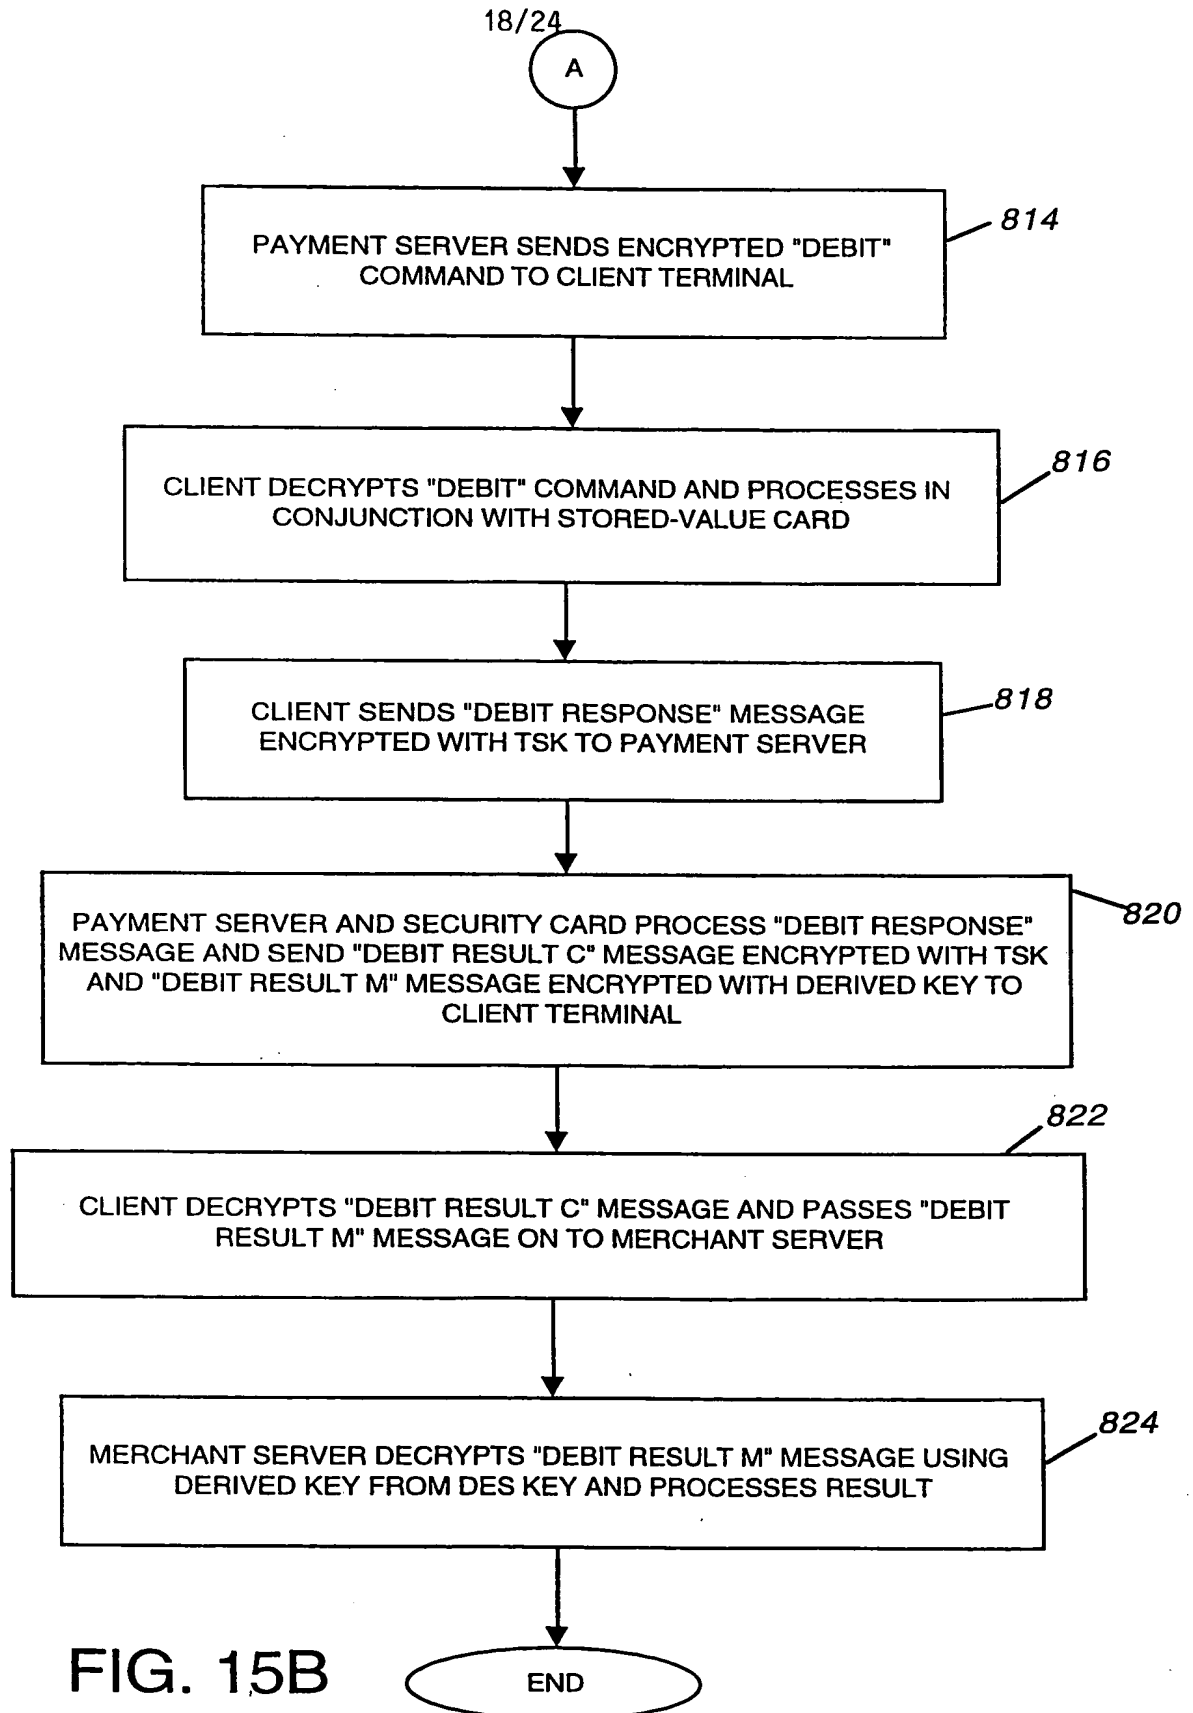 18/24
A
PAYMENT SERVER SENDS ENCRYPTED "DEBIT"
COMMAND TO CLIENT TERMINAL
814
CLIENT DECRYPTS "DEBIT" COMMAND AND PROCESSES IN
CONJUNCTION WITH STORED-VALUE CARD
816
CLIENT SENDS "DEBIT RESPONSE" MESSAGE
ENCRYPTED WITH TSK TO PAYMENT SERVER
818
PAYMENT SERVER AND SECURITY CARD PROCESS "DEBIT RESPONSE"
MESSAGE AND SEND "DEBIT RESULT C" MESSAGE ENCRYPTED WITH TSK
AND "DEBIT RESULT M" MESSAGE ENCRYPTED WITH DERIVED KEY TO
CLIENT TERMINAL
820
822
CLIENT DECRYPTS "DEBIT RESULT C" MESSAGE AND PASSES "DEBIT
RESULT M" MESSAGE ON TO MERCHANT SERVER
824
MERCHANT SERVER DECRYPTS "DEBIT RESULT M" MESSAGE USING
DERIVED KEY FROM DES KEY AND PROCESSES RESULT
FIG. 15B
END